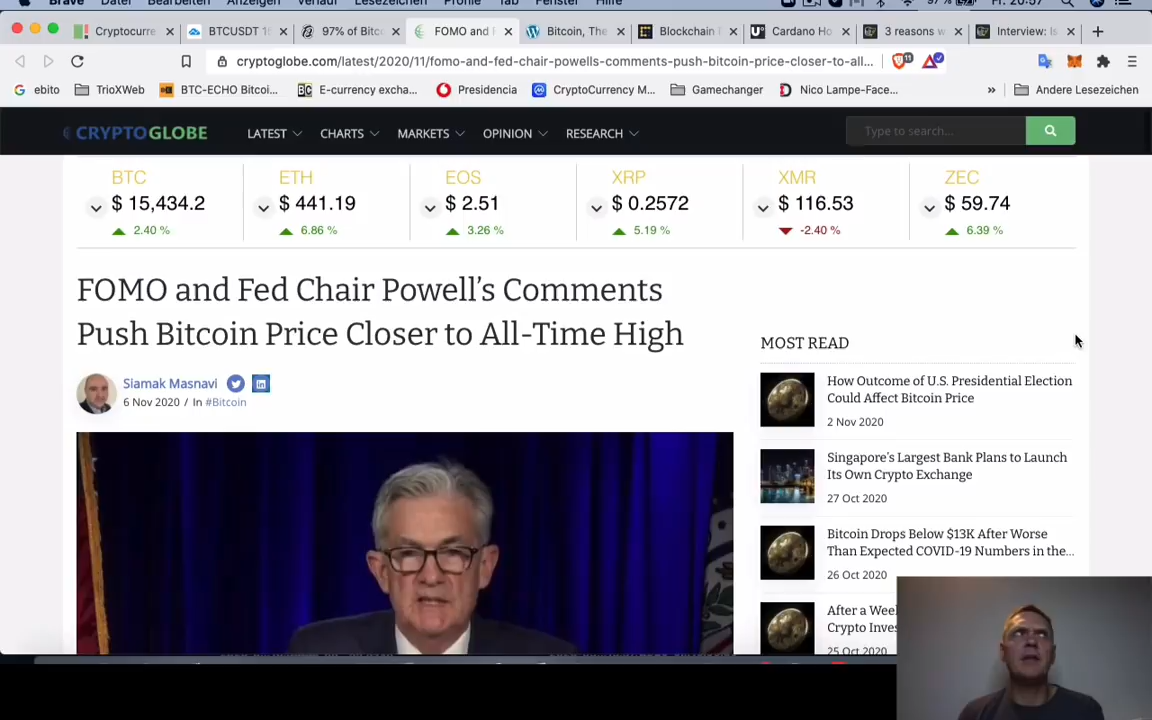 Brave Datei Bearbeiten Anzeigen Verlauf Lesezeichen Profile Tab Fenster Hilfe 97 % Fr. 20:57
Cryptocurre BTCUSDT 15 97% of Bitc FOMO and F Bitcoin, The Blockchain Cardano Ho 3 reasons w Interview: Is
cryptoglobe.com/latest/2020/11/fomo-and-fed-chair-powells-comments-push-bitcoin-price-closer-to-all... 11
ebito TrioXWeb BTC-ECHO Bitcoi... E-currency excha... Presidencia CryptoCurrency M... Gamechanger Nico Lampe-Face... » Andere Lesezeichen
CRYPTOGLOBE LATEST CHARTS MARKETS OPINION RESEARCH Type to search...
BTC ETH EOS XRP XMR ZEC
$ 15,434.2 $ 441.19 $ 2.51 $ 0.2572 $ 116.53 $ 59.74
2.40 % 6.86 % 3.26 % 5.19 % -2.40 % 6.39 %
FOMO and Fed Chair Powell's Comments
Push Bitcoin Price Closer to All-Time High
Siamak Masnavi
6 Nov 2020 / In #Bitcoin
MOST READ
How Outcome of U.S. Presidential Election
Could Affect Bitcoin Price
2 Nov 2020
Singapore's Largest Bank Plans to Launch
Its Own Crypto Exchange
27 Oct 2020
Bitcoin Drops Below $13K After Worse
Than Expected COVID-19 Numbers in the...
26 Oct 2020
After a Wee
Crypto Inves
25 Oct 2020